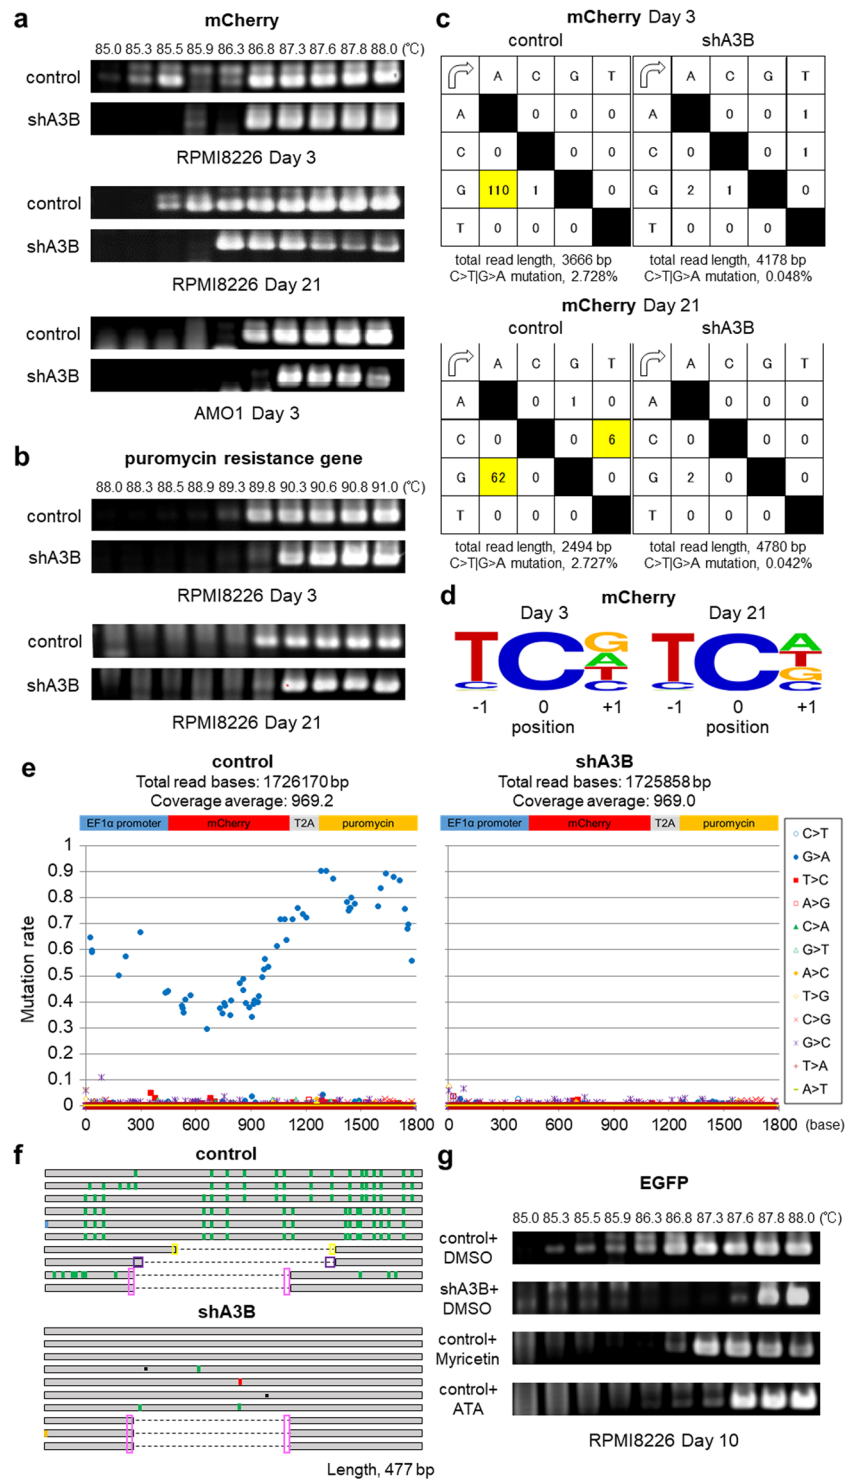 a
mCherry
85.0 85.3 85.5 85.9 86.3 86.8 87.3 87.6 87.8 88.0 (℃)
control
shA3B
RPMI8226 Day 3
control
shA3B
RPMI8226 Day 21
control
shA3B
AMO1 Day 3
b
puromycin resistance gene
88.0 88.3 88.5 88.9 89.3 89.8 90.3 90.6 90.8 91.0 (℃)
control
shA3B
RPMI8226 Day 3
control
shA3B
RPMI8226 Day 21
c
mCherry Day 3
control
A C G T
A 0 0 0
C 0 0 0
G 110 1 0
T 0 0 0
total read length, 3666 bp
C>T|G>A mutation, 2.728%
shA3B
A C G T
A 0 0 1
C 0 0 1
G 2 1 0
T 0 0 0
total read length, 4178 bp
C>T|G>A mutation, 0.048%
mCherry Day 21
control
A C G T
A 0 1 0
C 0 0 6
G 62 0 0
T 0 0 0
total read length, 2494 bp
C>T|G>A mutation, 2.727%
shA3B
A C G T
A 0 0 0
C 0 0 0
G 2 0 0
T 0 0 0
total read length, 4780 bp
C>T|G>A mutation, 0.042%
d
mCherry
Day 3
T C G
C A
T
C
-1 0 +1
position
Day 21
T C A
C T
G
C
-1 0 +1
position
e
control
Total read bases: 1726170 bp
Coverage average: 969.2
EF1α promoter mCherry T2A puromycin
Mutation rate
1
0.9
0.8
0.7
0.6
0.5
0.4
0.3
0.2
0.1
0
0 300 600 900 1200 1500 1800
shA3B
Total read bases: 1725858 bp
Coverage average: 969.0
EF1α promoter mCherry T2A puromycin
0 300 600 900 1200 1500 1800 (base)
C>T
G>A
T>C
A>G
C>A
G>T
A>C
T>G
C>G
G>C
T>A
A>T
f
control
shA3B
Length, 477 bp
g
EGFP
85.0 85.3 85.5 85.9 86.3 86.8 87.3 87.6 87.8 88.0 (℃)
control+
DMSO
shA3B+
DMSO
control+
Myricetin
control+
ATA
RPMI8226 Day 10